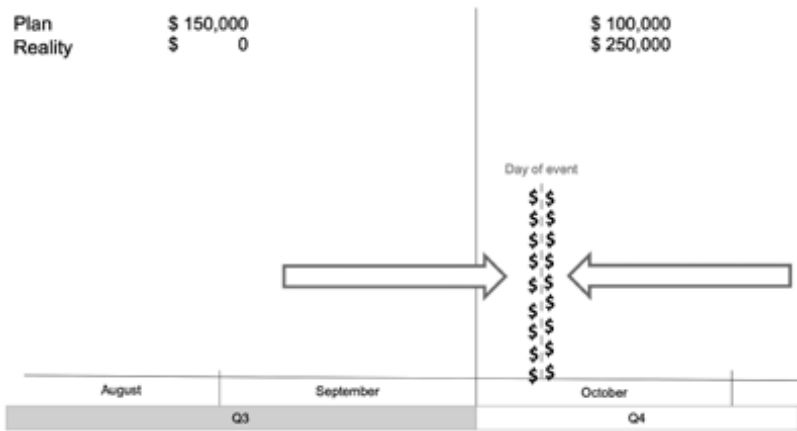 Plan $ 150,000 $ 100,000
Reality $ 0 $ 250,000
Day of event
$ $
$ $
$ $
$ $
$ $
$ $
$ $
$ $
$ $
August September October
Q3 Q4